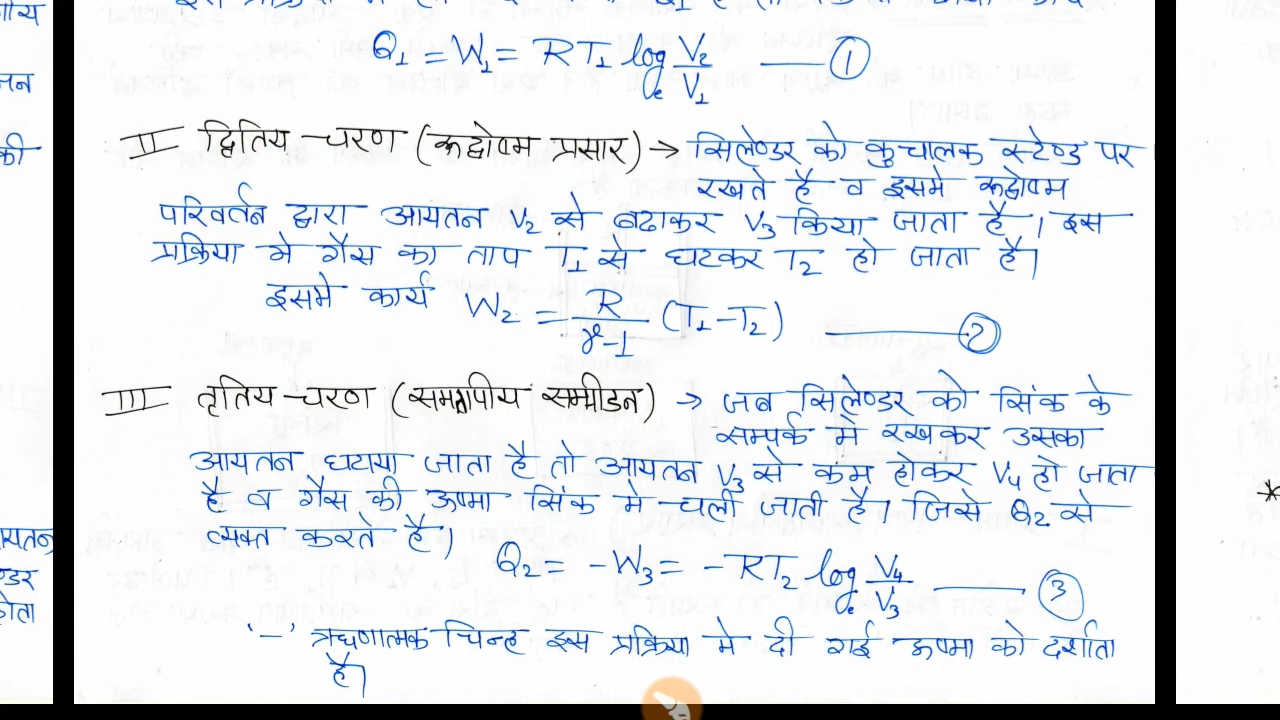 Q₁ = W₁ = RT₁ logₑ V₂/V₁ —— ①
II द्वितिय चरण (रूद्धोष्म प्रसार) → सिलेण्डर को कुचालक स्टेण्ड पर
रखते है व इसमे रूद्धोष्म
परिवर्तन द्वारा आयतन V₂ से बढाकर V₃ किया जाता है। इस
प्रक्रिया मे गैस का ताप T₁ से घटकर T₂ हो जाता है।
इसमे कार्य W₂ = R/γ-1 (T₁-T₂) —— ②
III तृतिय चरण (समतापीय सम्पीडन) → जब सिलेण्डर को सिंक के
सम्पर्क मे रखकर उसका
आयतन घटाया जाता है तो आयतन V₃ से कम होकर V₄ हो जाता
है व गैस की ऊष्मा सिंक मे चली जाती है। जिसे Q₂ से
व्यक्त करते है।
Q₂ = -W₃ = -RT₂ logₑ V₄/V₃ —— ③
'-' ऋणात्मक चिन्ह इस प्रक्रिया मे दी गई ऊष्मा को दर्शाता
है।